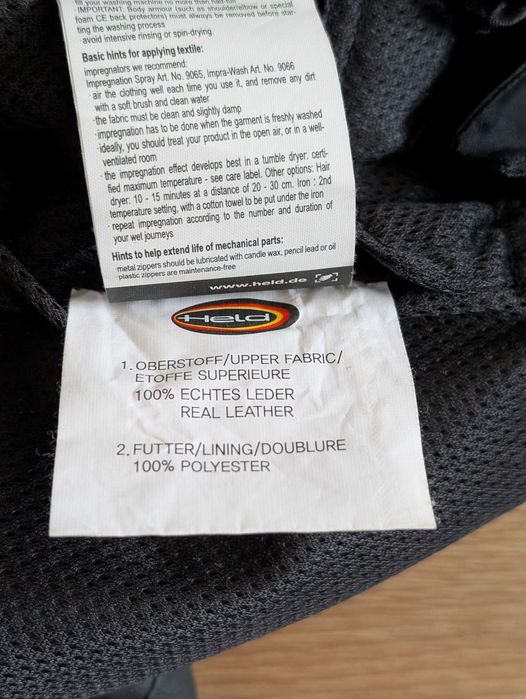 fill your washing machine no more than half-full
·IMPORTANT: Body armour (such as shoulder/elbow or special
foam CE back protectors) must always be removed before star-
ting the washing process
·avoid intensive rinsing or spin-drying.
Basic hints for applying textile:
impregnators we recommend:
Impregnation Spray Art. No. 9065, Impra-Wash Art. No. 9066
·air the clothing well each time you use it, and remove any dirt
with a soft brush and clean water
·the fabric must be clean and slightly damp
·impregnation has to be done when the garment is freshly washed
·ideally, you should treat your product in the open air, or in a well-
ventilated room
·the impregnation effect develops best in a tumble dryer: certi-
fied maximum temperature - see care label. Other options: Hair
dryer: 10 - 15 minutes at a distance of 20 - 30 cm. Iron : 2nd
temperature setting, with a cotton towel to be put under the iron
·repeat impregnation according to the number and duration of
your wet journeys
Hints to help extend life of mechanical parts:
·metal zippers should be lubricated with candle wax, pencil lead or oil
·plastic zippers are maintenance-free
www.held.de
Held
1. OBERSTOFF/UPPER FABRIC/
ETOFFE SUPERIEURE
100% ECHTES LEDER
REAL LEATHER
2. FUTTER/LINING/DOUBLURE
100% POLYESTER